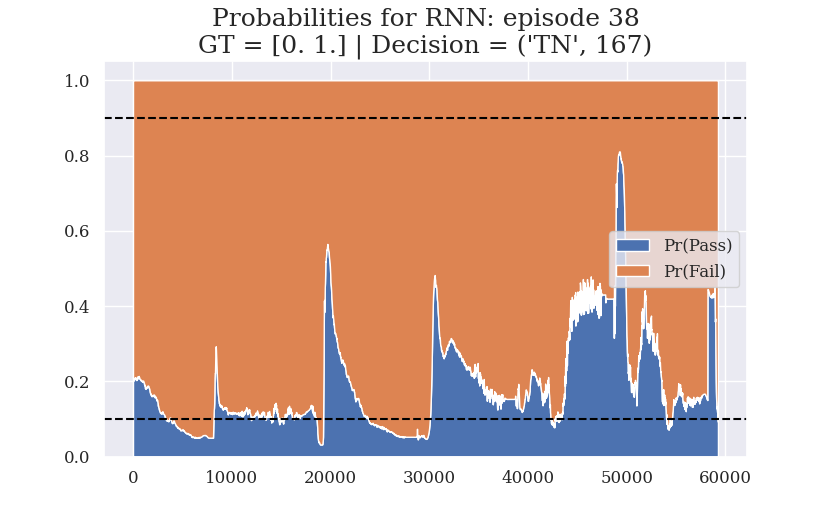 Probabilities for RNN: episode 38
GT = [0. 1.] | Decision = ('TN', 167)
1.0
0.8
0.6
0.4
0.2
0.0
Pr(Pass)
Pr(Fail)
0 10000 20000 30000 40000 50000 60000